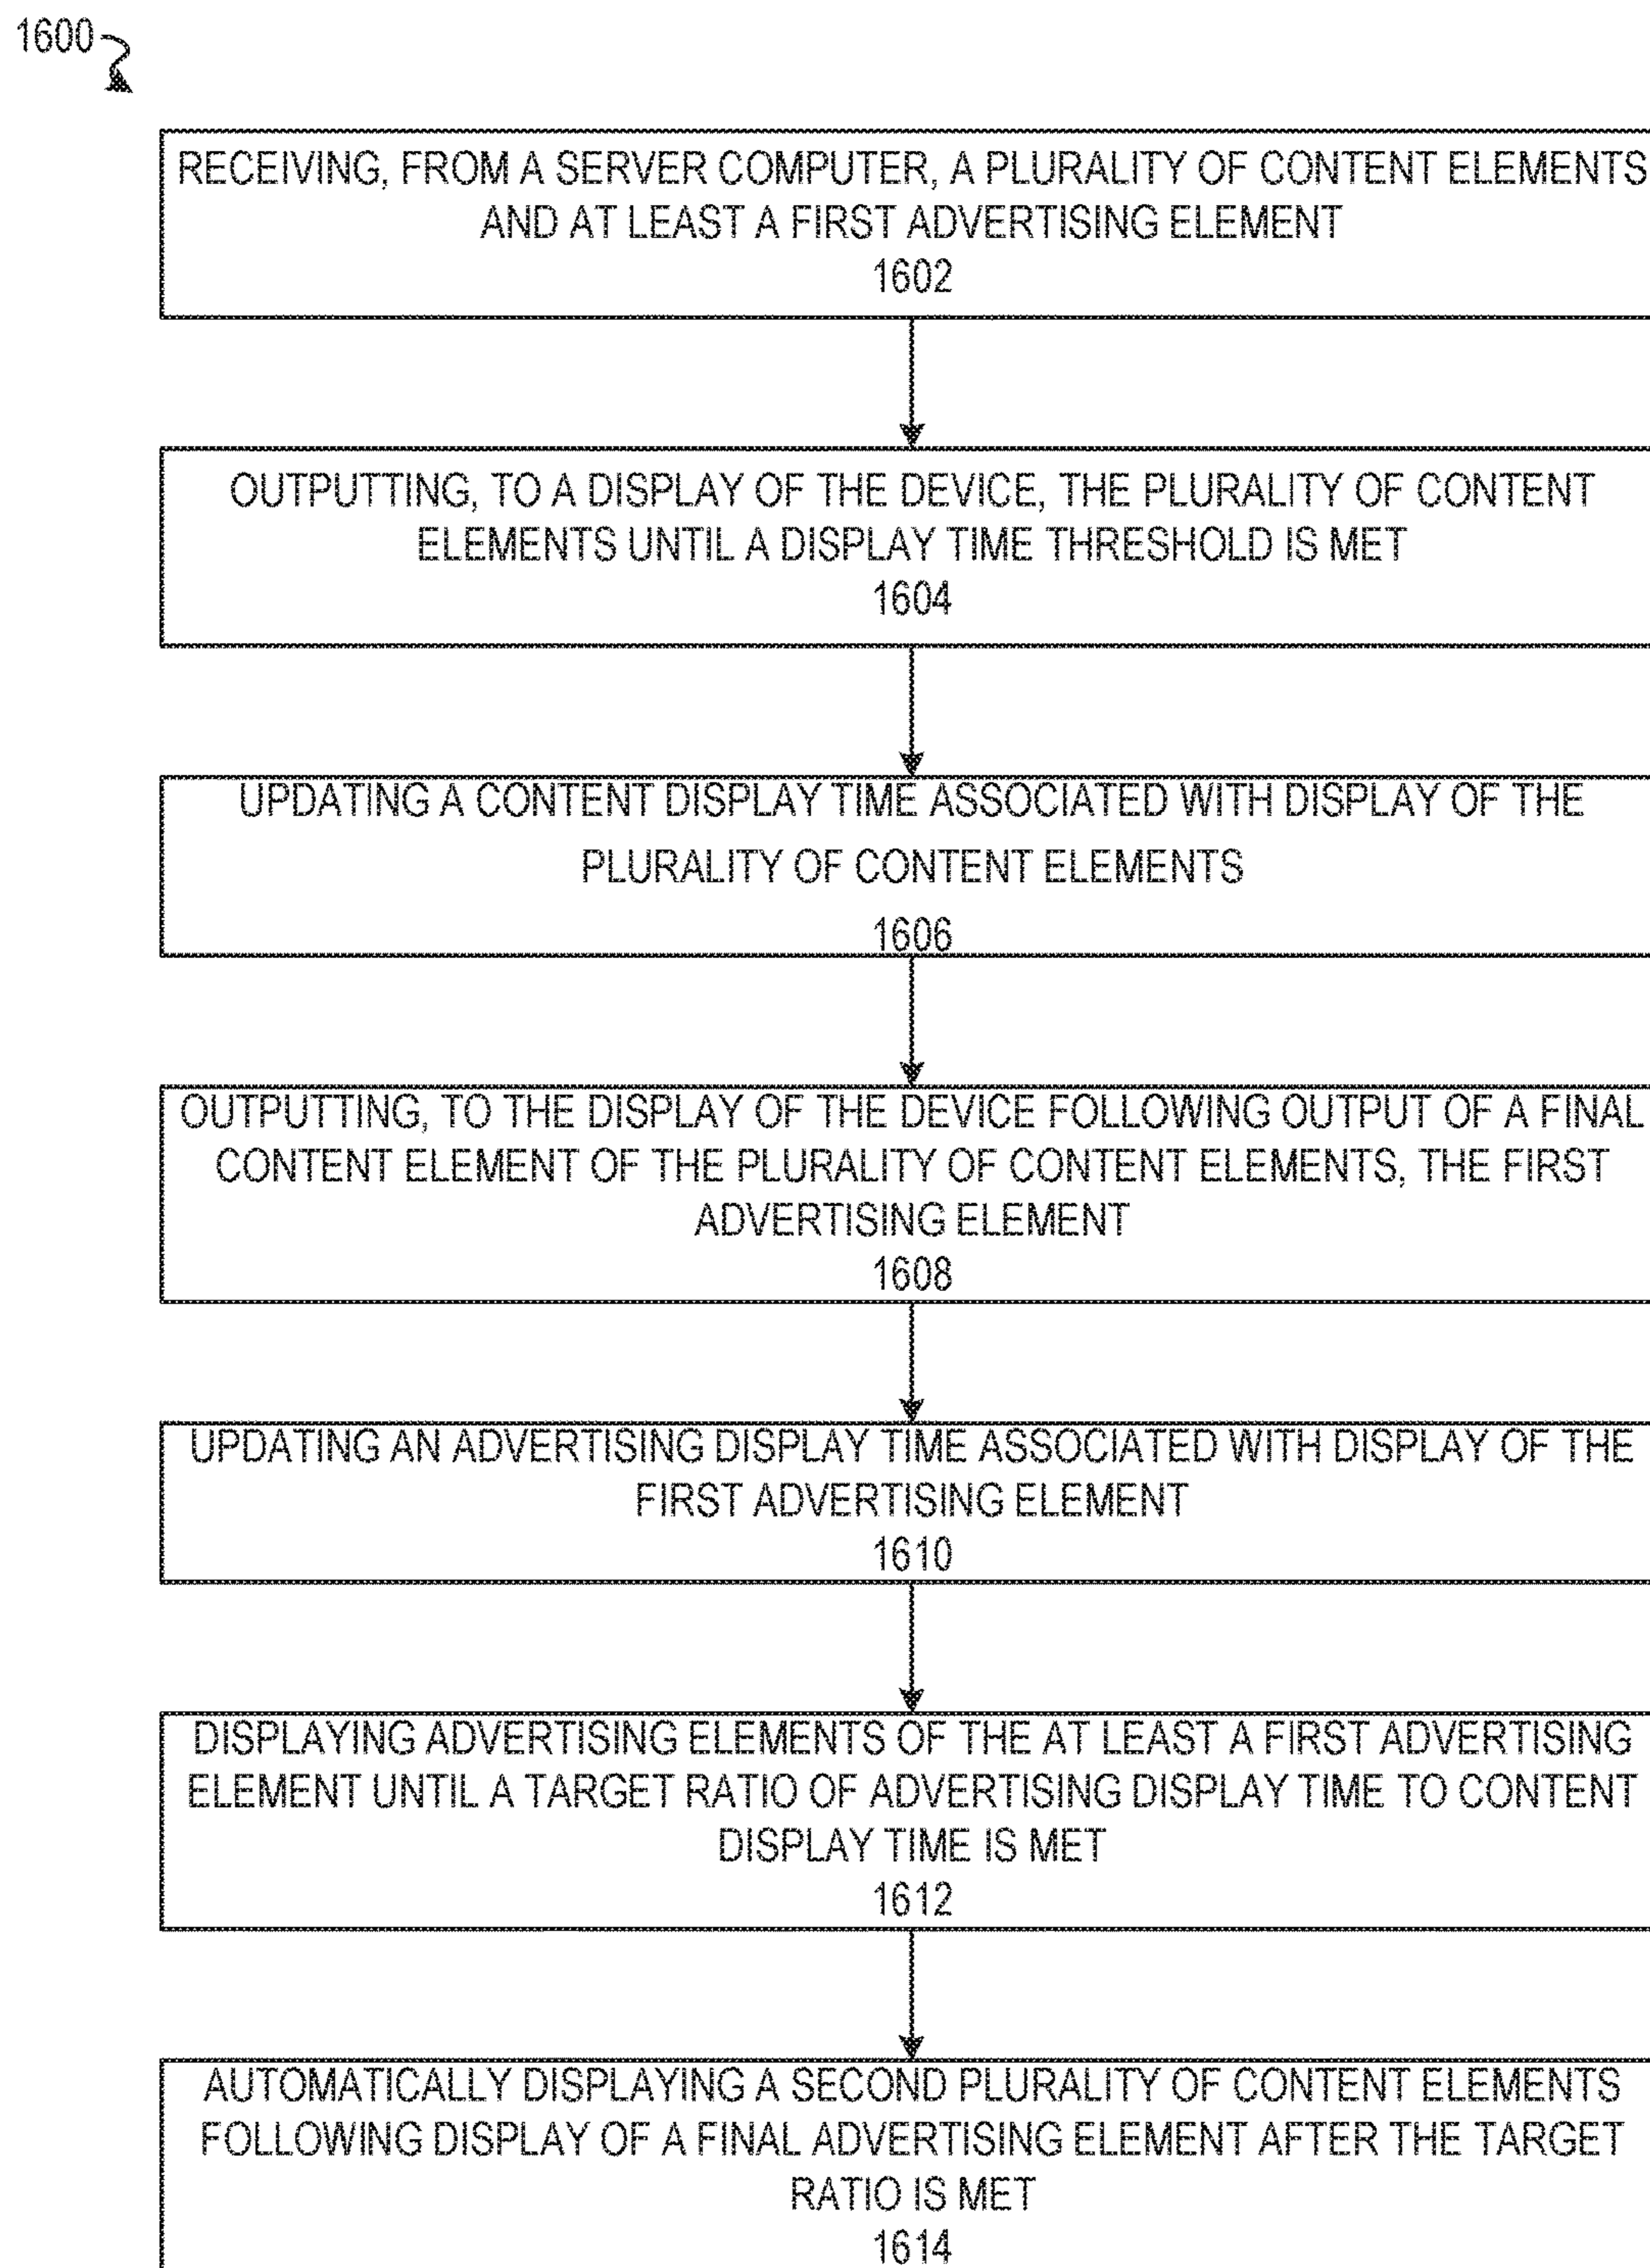 1600
RECEIVING, FROM A SERVER COMPUTER, A PLURALITY OF CONTENT ELEMENTS
AND AT LEAST A FIRST ADVERTISING ELEMENT
1602
OUTPUTTING, TO A DISPLAY OF THE DEVICE, THE PLURALITY OF CONTENT
ELEMENTS UNTIL A DISPLAY TIME THRESHOLD IS MET
1604
UPDATING A CONTENT DISPLAY TIME ASSOCIATED WITH DISPLAY OF THE
PLURALITY OF CONTENT ELEMENTS
1606
OUTPUTTING, TO THE DISPLAY OF THE DEVICE FOLLOWING OUTPUT OF A FINAL
CONTENT ELEMENT OF THE PLURALITY OF CONTENT ELEMENTS, THE FIRST
ADVERTISING ELEMENT
1608
UPDATING AN ADVERTISING DISPLAY TIME ASSOCIATED WITH DISPLAY OF THE
FIRST ADVERTISING ELEMENT
1610
DISPLAYING ADVERTISING ELEMENTS OF THE AT LEAST A FIRST ADVERTISING
ELEMENT UNTIL A TARGET RATIO OF ADVERTISING DISPLAY TIME TO CONTENT
DISPLAY TIME IS MET
1612
AUTOMATICALLY DISPLAYING A SECOND PLURALITY OF CONTENT ELEMENTS
FOLLOWING DISPLAY OF A FINAL ADVERTISING ELEMENT AFTER THE TARGET
RATIO IS MET
1614